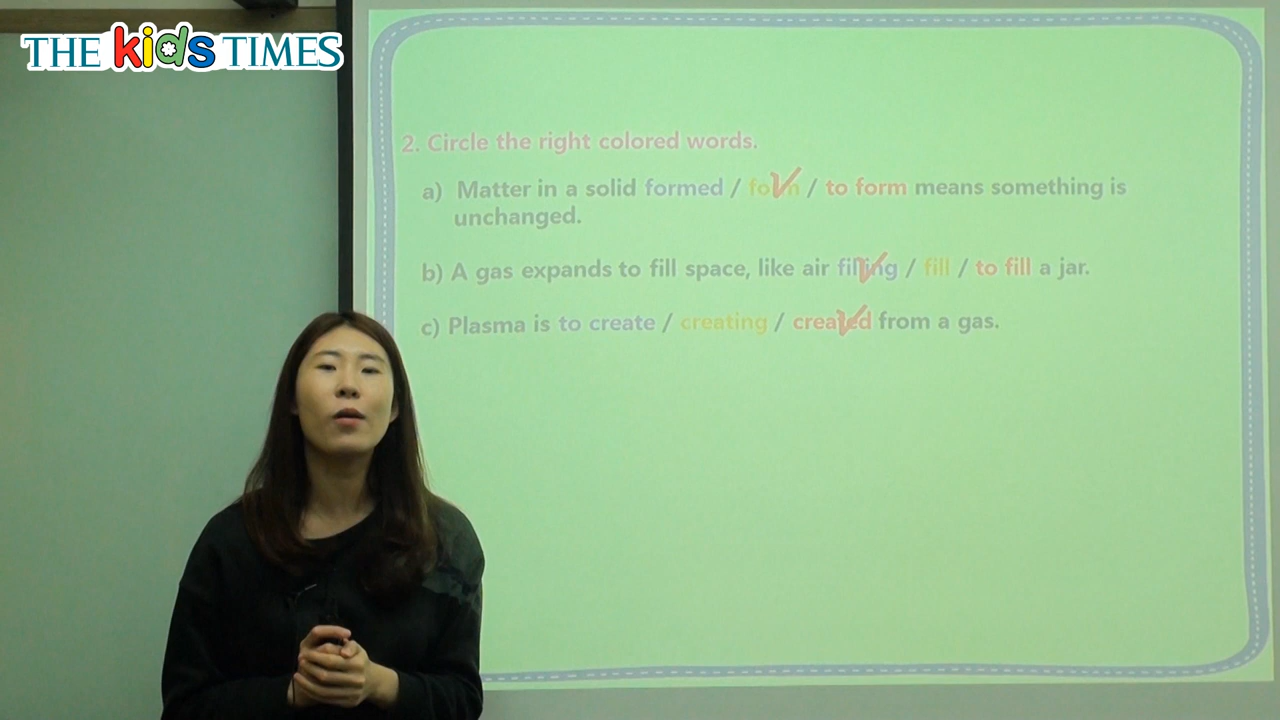 THE kids TIMES
2. Circle the right colored words.
a) Matter in a solid formed / form / to form means something is
unchanged.
b) A gas expands to fill space, like air filling / fill / to fill a jar.
c) Plasma is to create / creating / created from a gas.